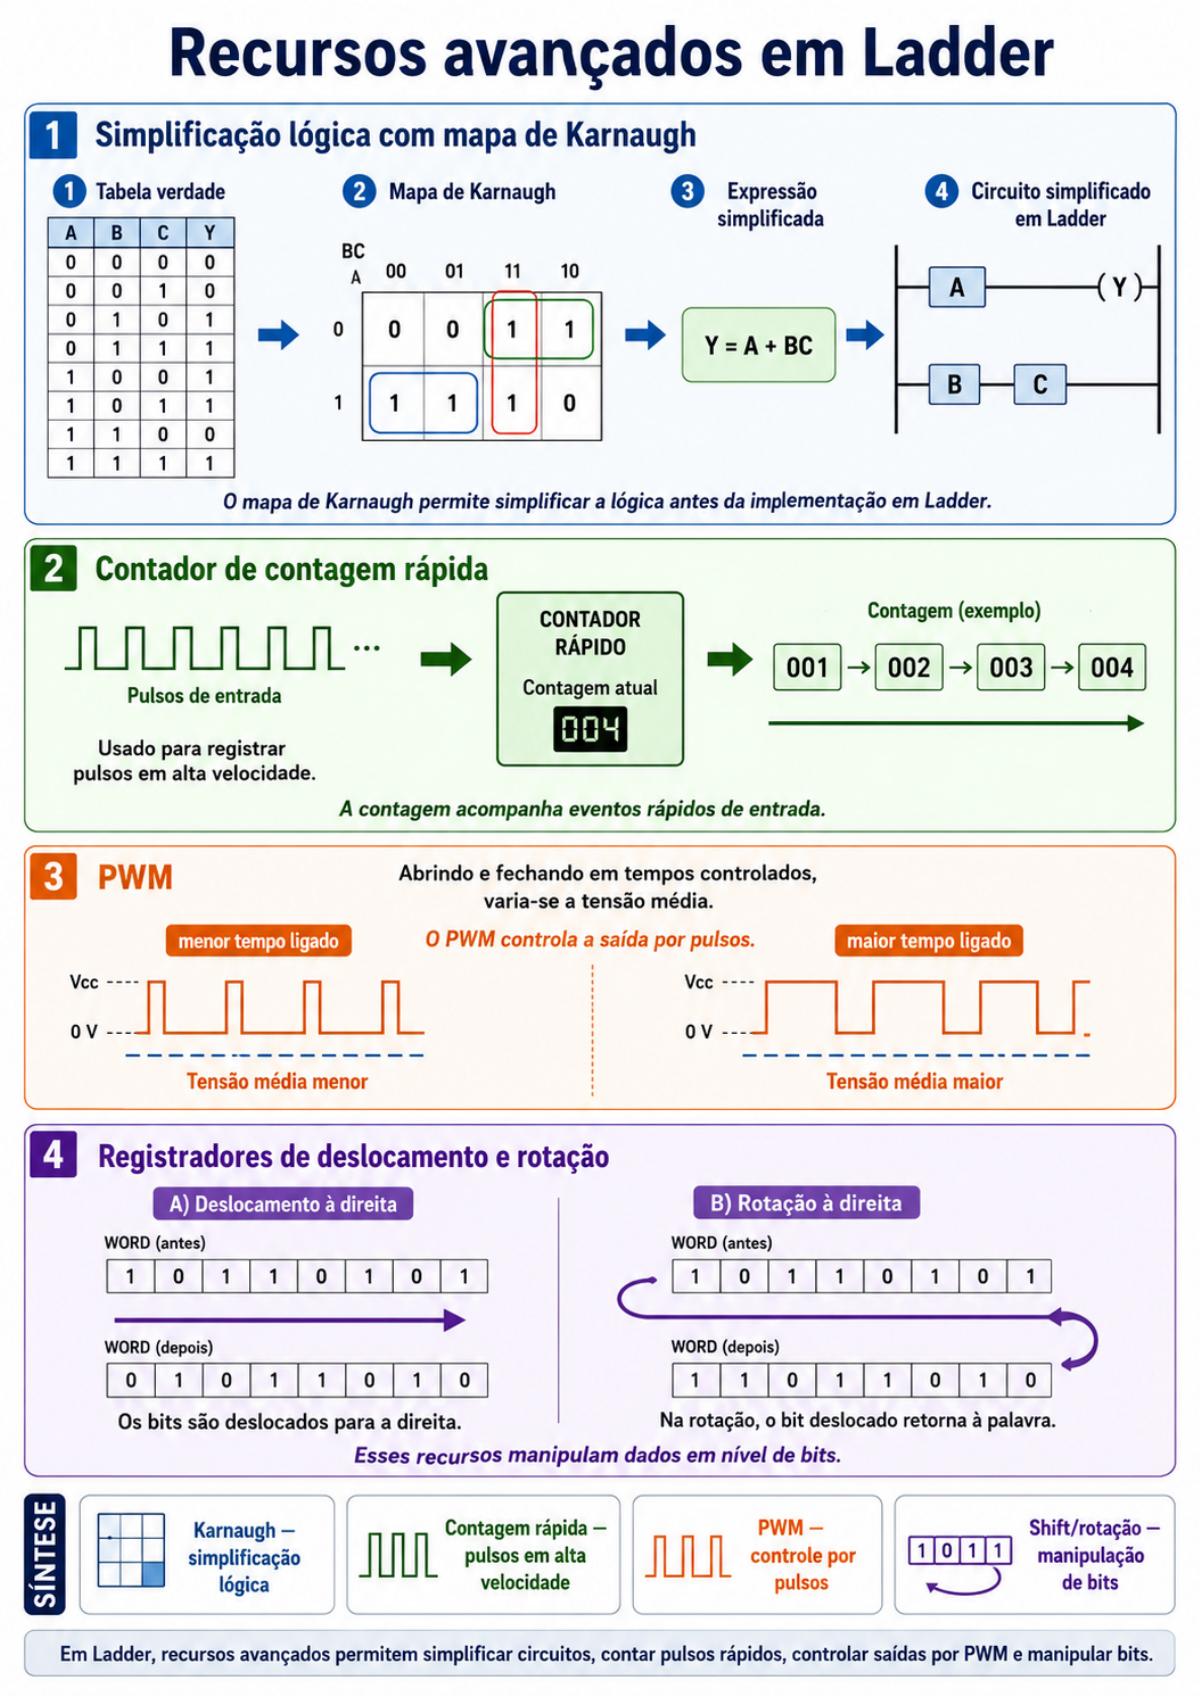 Recursos avançados em Ladder
1 Simplificação lógica com mapa de Karnaugh
1 Tabela verdade
A B C Y
0 0 0 0
0 0 1 0
0 1 0 1
0 1 1 1
1 0 0 1
1 0 1 1
1 1 0 0
1 1 1 1
2 Mapa de Karnaugh
BC
A 00 01 11 10
0 0 0 1 1
1 1 1 1 0
3 Expressão
simplificada
Y = A + BC
4 Circuito simplificado
em Ladder
A (Y)
B C
O mapa de Karnaugh permite simplificar a lógica antes da implementação em Ladder.
2 Contador de contagem rápida
...
Pulsos de entrada
Usado para registrar
pulsos em alta velocidade.
CONTADOR
RÁPIDO
Contagem atual
004
Contagem (exemplo)
001 → 002 → 003 → 004
A contagem acompanha eventos rápidos de entrada.
3 PWM
Abrindo e fechando em tempos controlados,
varia-se a tensão média.
O PWM controla a saída por pulsos.
menor tempo ligado
Vcc
0 V
Tensão média menor
maior tempo ligado
Vcc
0 V
Tensão média maior
4 Registradores de deslocamento e rotação
A) Deslocamento à direita
WORD (antes)
1 0 1 1 0 1 0 1
WORD (depois)
0 1 0 1 1 0 1 0
Os bits são deslocados para a direita.
B) Rotação à direita
WORD (antes)
1 0 1 1 0 1 0 1
WORD (depois)
1 1 0 1 1 0 1 0
Na rotação, o bit deslocado retorna à palavra.
Esses recursos manipulam dados em nível de bits.
SÍNTESE
Karnaugh —
simplificação
lógica
Contagem rápida —
pulsos em alta
velocidade
PWM —
controle por
pulsos
1 0 1 1
Shift/rotação —
manipulação
de bits
Em Ladder, recursos avançados permitem simplificar circuitos, contar pulsos rápidos, controlar saídas por PWM e manipular bits.